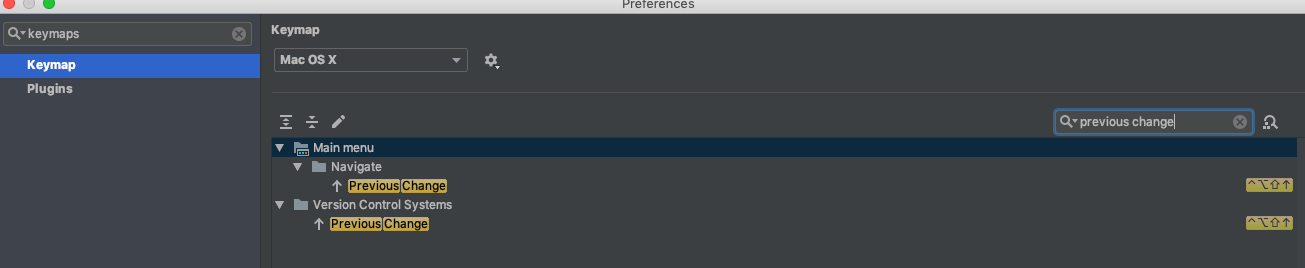 Preferences
keymaps
Keymap
Plugins
Keymap
Mac OS X
previous change
Main menu
Navigate
Previous Change ⌃⌥⇧↑
Version Control Systems
Previous Change ⌃⌥⇧↑